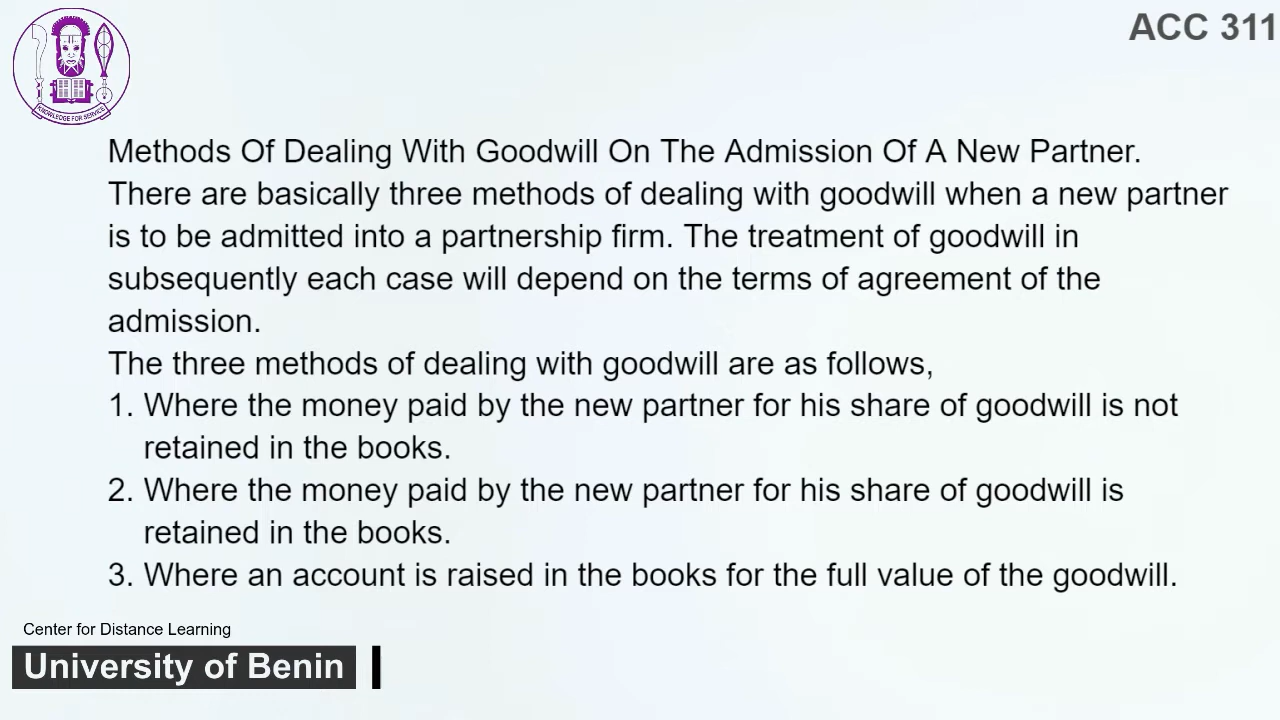 ACC 311
KNOWLEDGE FOR SERVICE
Methods Of Dealing With Goodwill On The Admission Of A New Partner.
There are basically three methods of dealing with goodwill when a new partner
is to be admitted into a partnership firm. The treatment of goodwill in
subsequently each case will depend on the terms of agreement of the
admission.
The three methods of dealing with goodwill are as follows,
1. Where the money paid by the new partner for his share of goodwill is not
retained in the books.
2. Where the money paid by the new partner for his share of goodwill is
retained in the books.
3. Where an account is raised in the books for the full value of the goodwill.
Center for Distance Learning
University of Benin